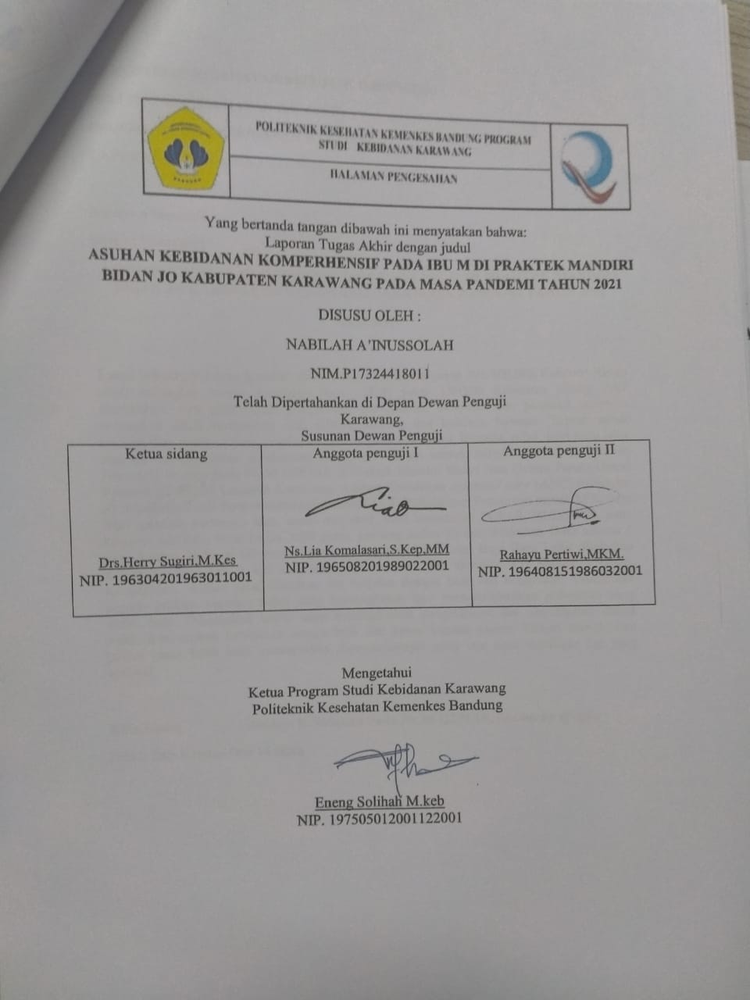 POLITEKNIK KESEHATAN KEMENKES BANDUNG PROGRAM
STUDI KEBIDANAN KARAWANG
HALAMAN PENGESAHAN
Yang bertanda tangan dibawah ini menyatakan bahwa:
Laporan Tugas Akhir dengan judul
ASUHAN KEBIDANAN KOMPERHENSIF PADA IBU M DI PRAKTEK MANDIRI
BIDAN JO KABUPATEN KARAWANG PADA MASA PANDEMI TAHUN 2021
DISUSU OLEH :
NABILAH A'INUSSOLAH
NIM.P17324418011
Telah Dipertahankan di Depan Dewan Penguji
Karawang,
Susunan Dewan Penguji
Ketua sidang
Drs.Herry Sugiri,M.Kes
NIP. 196304201963011001
Anggota penguji I
Ns.Lia Komalasari,S.Kep,MM
NIP. 196508201989022001
Anggota penguji II
Rahayu Pertiwi,MKM.
NIP. 196408151986032001
Mengetahui
Ketua Program Studi Kebidanan Karawang
Politeknik Kesehatan Kemenkes Bandung
Eneng Solihah M.keb
NIP. 197505012001122001